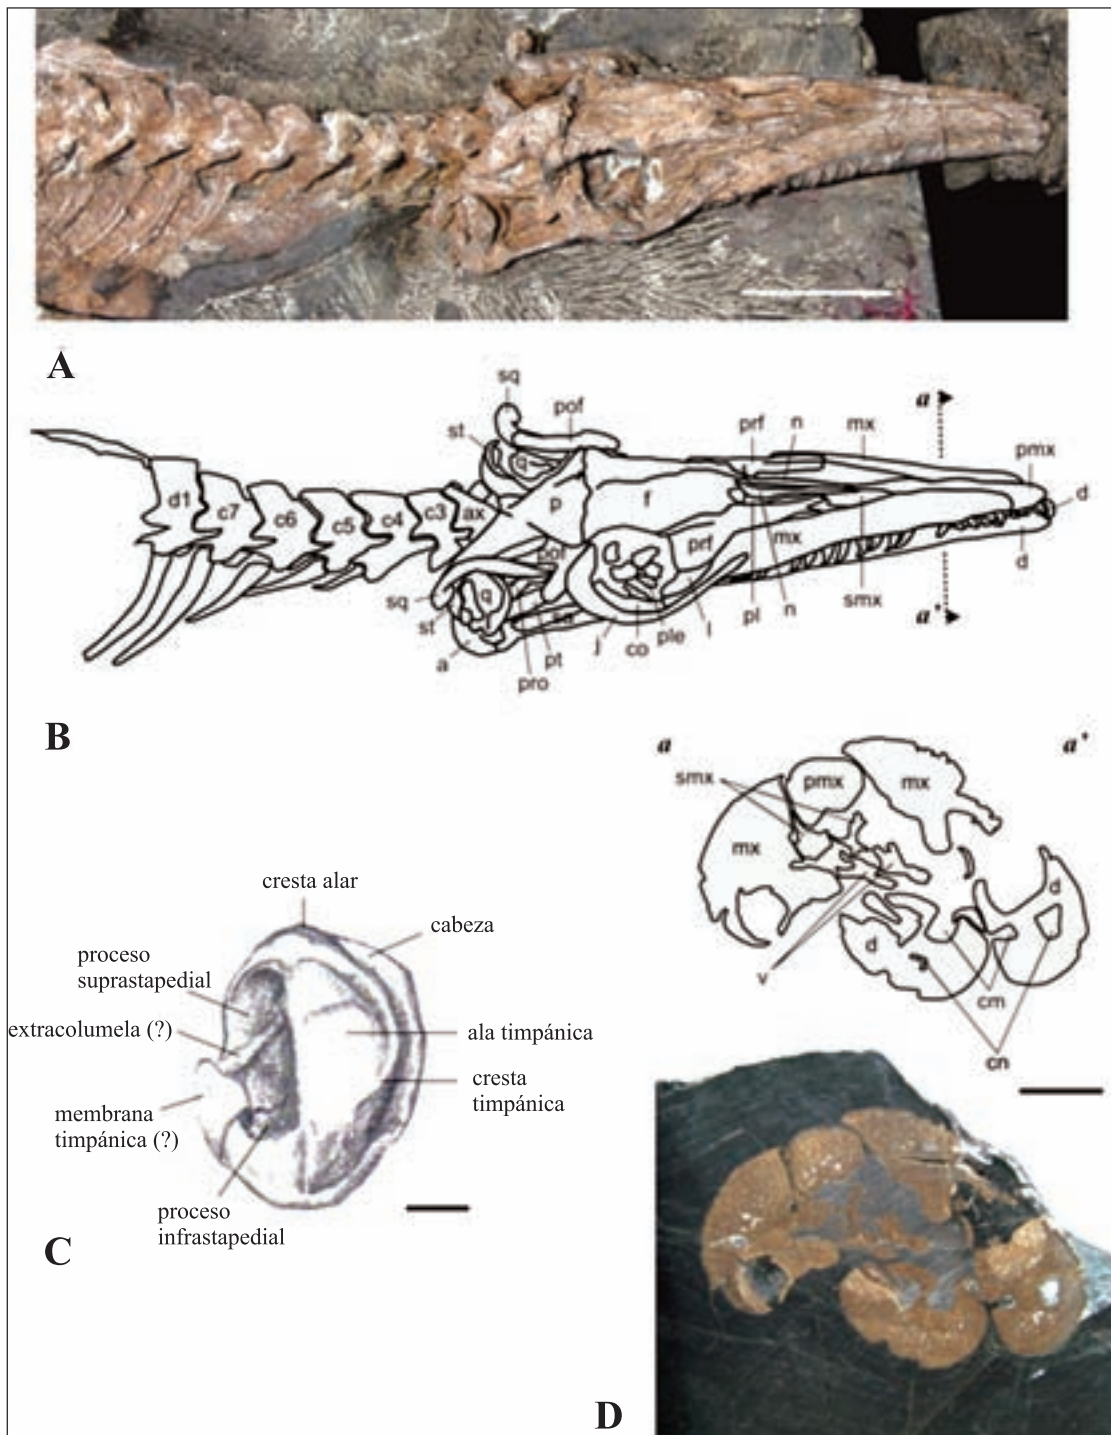 A
sq
pof
st
q
prf
n
mx
a
pmx
d
d1
c7
c6
c5
c4
c3
ax
p
f
prf
mx
d
pof
sq
q
st
sa
a
pt
pro
j
co
ple
l
pl
n
smx
a'
B
a
a'
smx
pmx
mx
mx
d
d
v
cm
cn
cresta alar
cabeza
proceso
suprastapedial
extracolumela (?)
ala timpánica
cresta
timpánica
membrana
timpánica (?)
proceso
infrastapedial
C
D